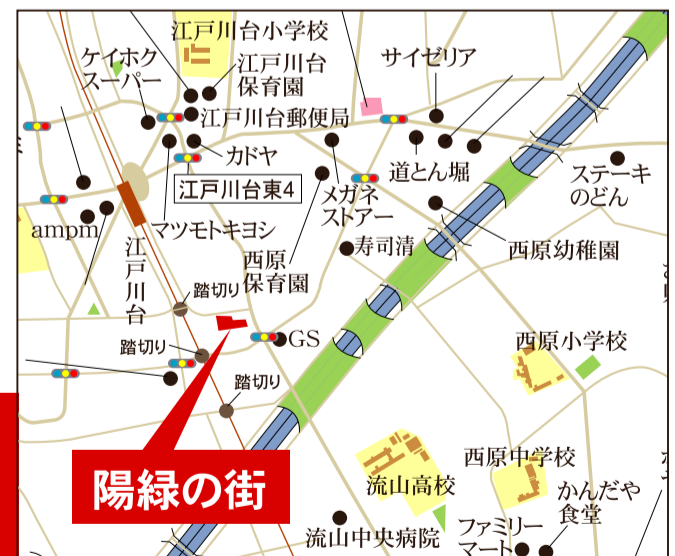 江戸川台小学校
ケイホク
スーパー
江戸川台
保育園
サイゼリア
江戸川台郵便局
カドヤ
道とん堀
ステーキ
のどん
江戸川台東4
メガネ
ストアー
ampm
マツモトキヨシ
江戸川台
西原
保育園
寿司清
西原幼稚園
踏切り
踏切り
GS
西原小学校
踏切り
陽緑の街
流山高校
西原中学校
かんだや
食堂
流山中央病院
ファミリー
マート